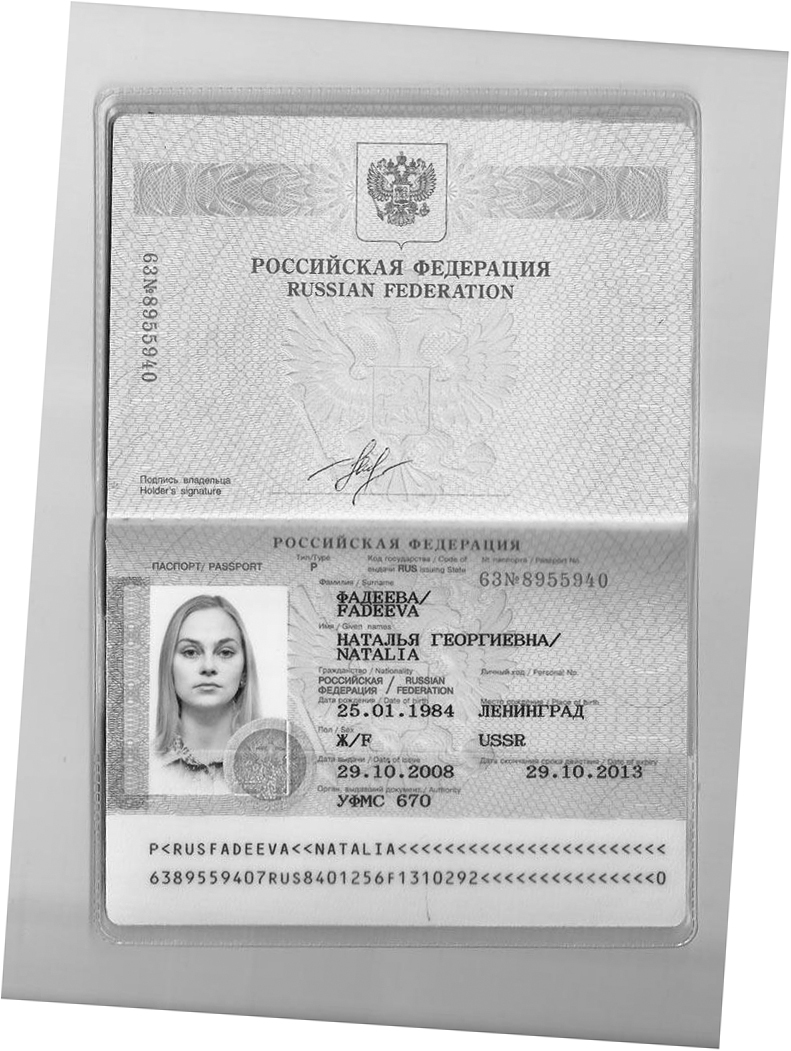 РОССИЙСКАЯ ФЕДЕРАЦИЯ
RUSSIAN FEDERATION
63№8955940
Подпись владельца
Holder's signature
РОССИЙСКАЯ ФЕДЕРАЦИЯ
ПАСПОРТ/ PASSPORT
Тип/Type
P
Код государства / Code of
выдачи RUS issuing State
№ паспорта / Passport No.
63№8955940
Фамилия / Surname
ФАДЕЕВА/
FADEEVA
Имя / Given names
НАТАЛЬЯ ГЕОРГИЕВНА/
NATALIA
Гражданство / Nationality
Личный код / Personal No.
РОССИЙСКАЯ / RUSSIAN
ФЕДЕРАЦИЯ / FEDERATION
Дата рождения / Date of birth
Место рождения / Place of birth
25.01.1984
ЛЕНИНГРАД
Пол / Sex
Ж/F
USSR
Дата выдачи / Date of issue
Дата окончания срока действия / Date of expiry
29.10.2008
29.10.2013
Орган, выдавший документ / Authority
УФМС 670
P<RUSFADEEVA<<NATALIA<<<<<<<<<<<<<<<<<<<<<<<
6389559407RUS8401256F1310292<<<<<<<<<<<<<<<0